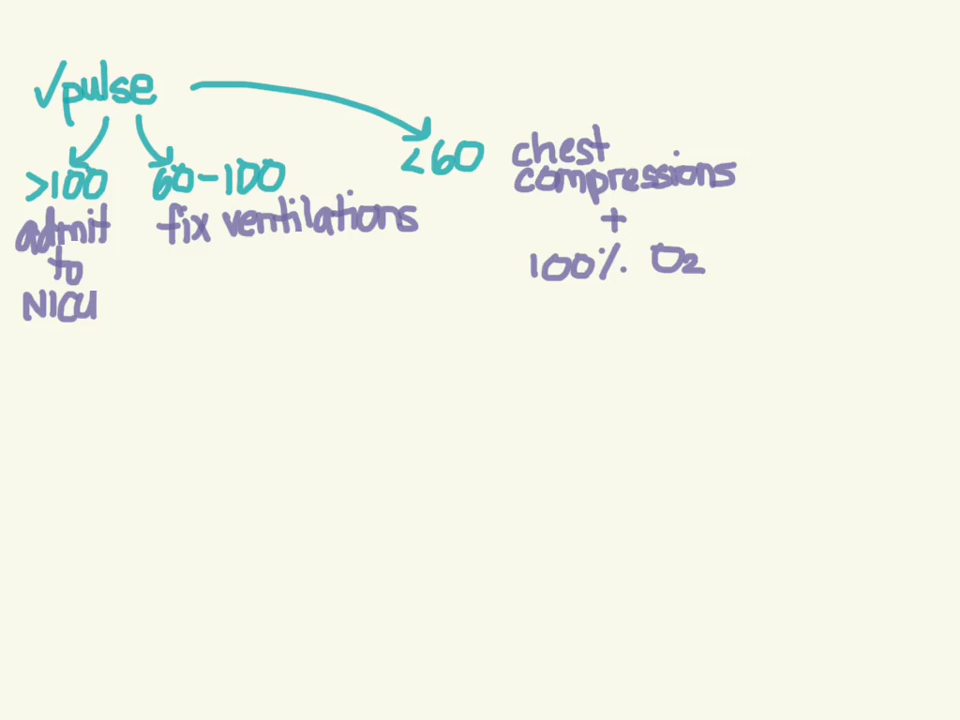 ✓pulse
>100
admit
to
NICU
60-100
fix ventilations
<60
chest
compressions
+
100% O2